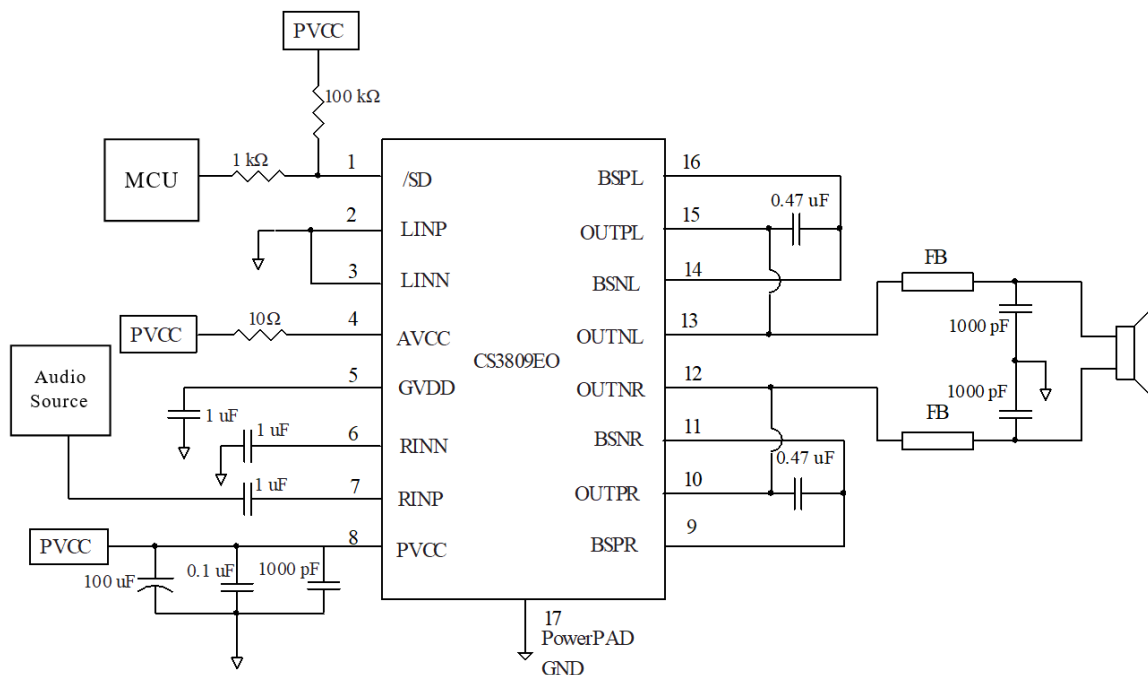 PVCC
100 kΩ
MCU
1 kΩ
1
/SD
2
LINP
3
LINN
PVCC
10Ω
4
AVCC
Audio
Source
5
GVDD
1 uF
6
RINN
1 uF
7
RINP
1 uF
PVCC
8
PVCC
100 uF
0.1 uF
1000 pF
CS3809EO
17
PowerPAD
GND
16
BSPL
0.47 uF
15
OUTPL
14
BSNL
13
OUTNL
12
OUTNR
11
BSNR
0.47 uF
10
OUTPR
9
BSPR
FB
1000 pF
1000 pF
FB